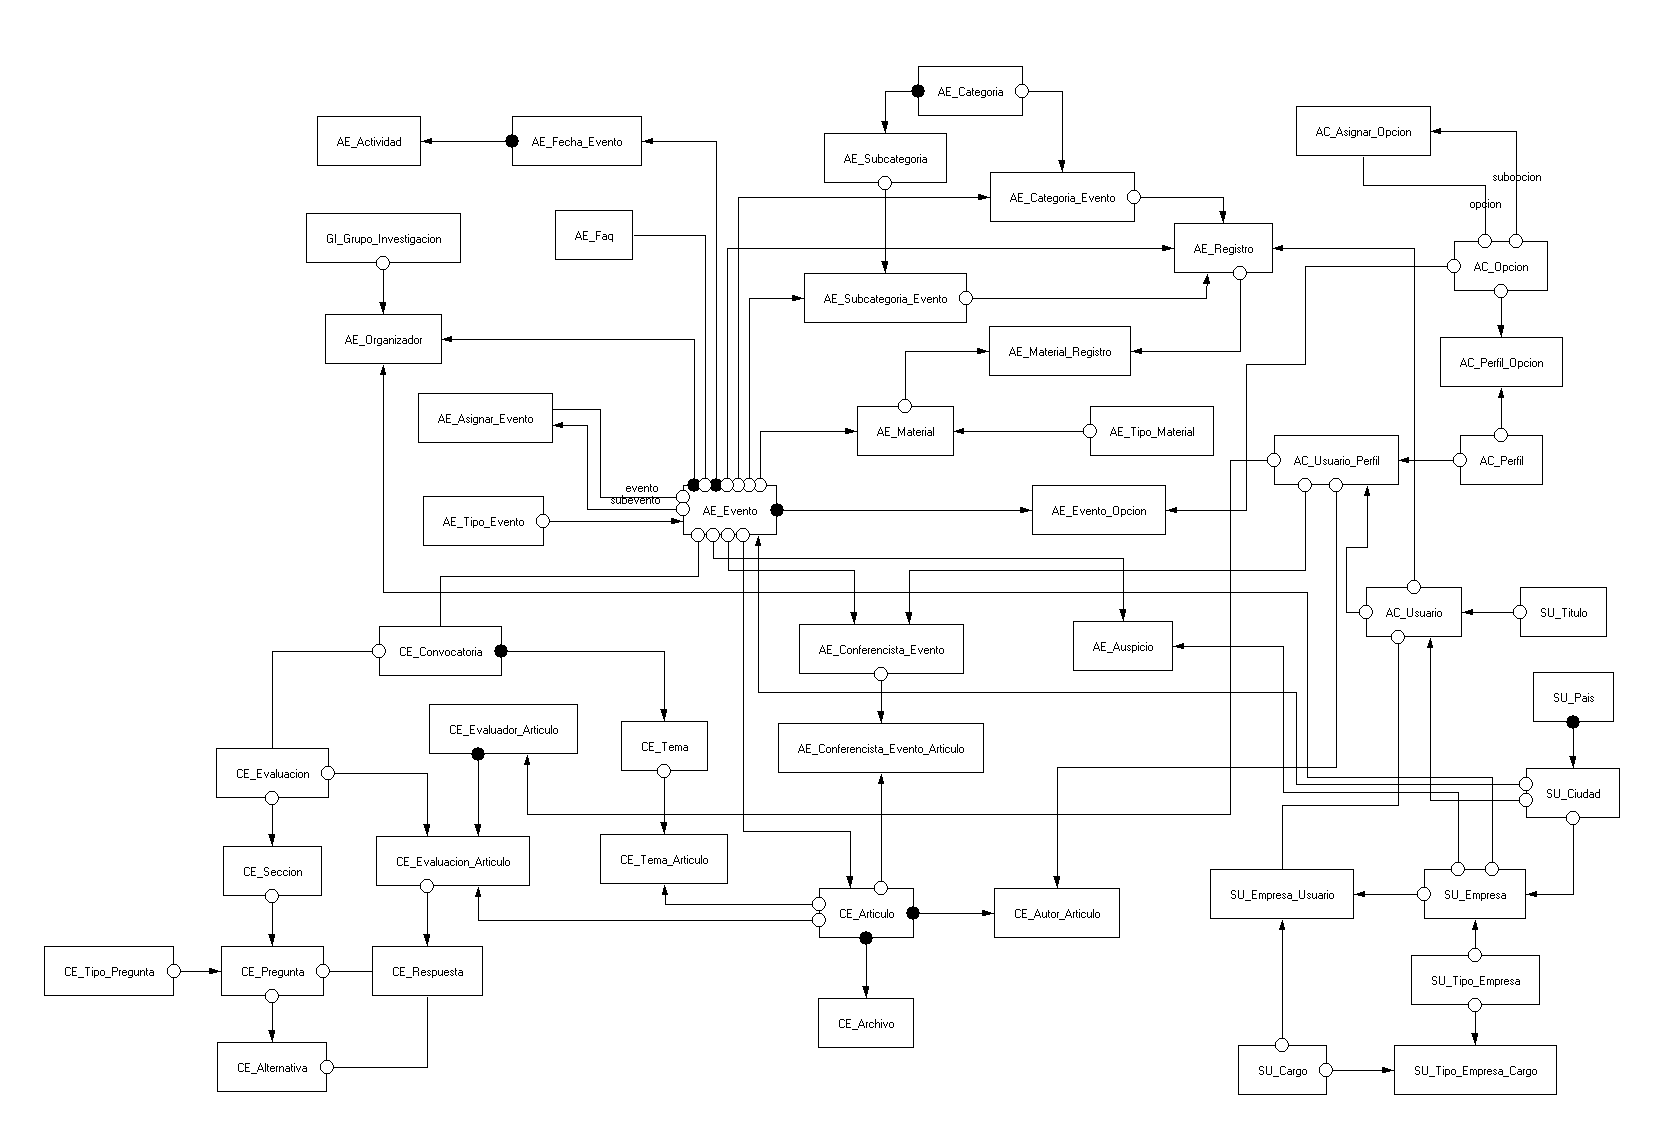 AE_Categoria
AC_Asignar_Opcion
AE_Actividad
AE_Fecha_Evento
AE_Subcategoria
subopcion
AE_Categoria_Evento
opcion
GI_Grupo_Investigacion
AE_Faq
AE_Registro
AC_Opcion
AE_Subcategoria_Evento
AE_Organizador
AE_Material_Registro
AC_Perfil_Opcion
AE_Asignar_Evento
AE_Material
AE_Tipo_Material
AC_Usuario_Perfil
AC_Perfil
evento
subevento
AE_Tipo_Evento
AE_Evento
AE_Evento_Opcion
AC_Usuario
SU_Titulo
CE_Convocatoria
AE_Conferencista_Evento
AE_Auspicio
SU_Pais
CE_Evaluador_Articulo
CE_Tema
AE_Conferencista_Evento_Articulo
CE_Evaluacion
SU_Ciudad
CE_Evaluacion_Articulo
CE_Tema_Articulo
CE_Seccion
SU_Empresa_Usuario
SU_Empresa
CE_Articulo
CE_Autor_Articulo
CE_Tipo_Pregunta
CE_Pregunta
CE_Respuesta
SU_Tipo_Empresa
CE_Archivo
CE_Alternativa
SU_Cargo
SU_Tipo_Empresa_Cargo